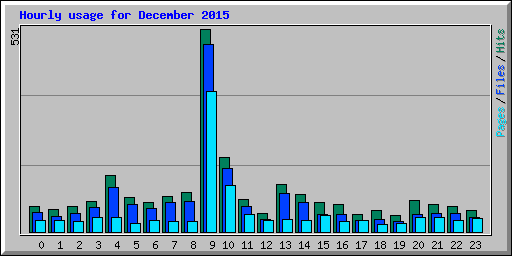 Hourly usage for December 2015
531
Pages/Files/Hits
0 1 2 3 4 5 6 7 8 9 10 11 12 13 14 15 16 17 18 19 20 21 22 23